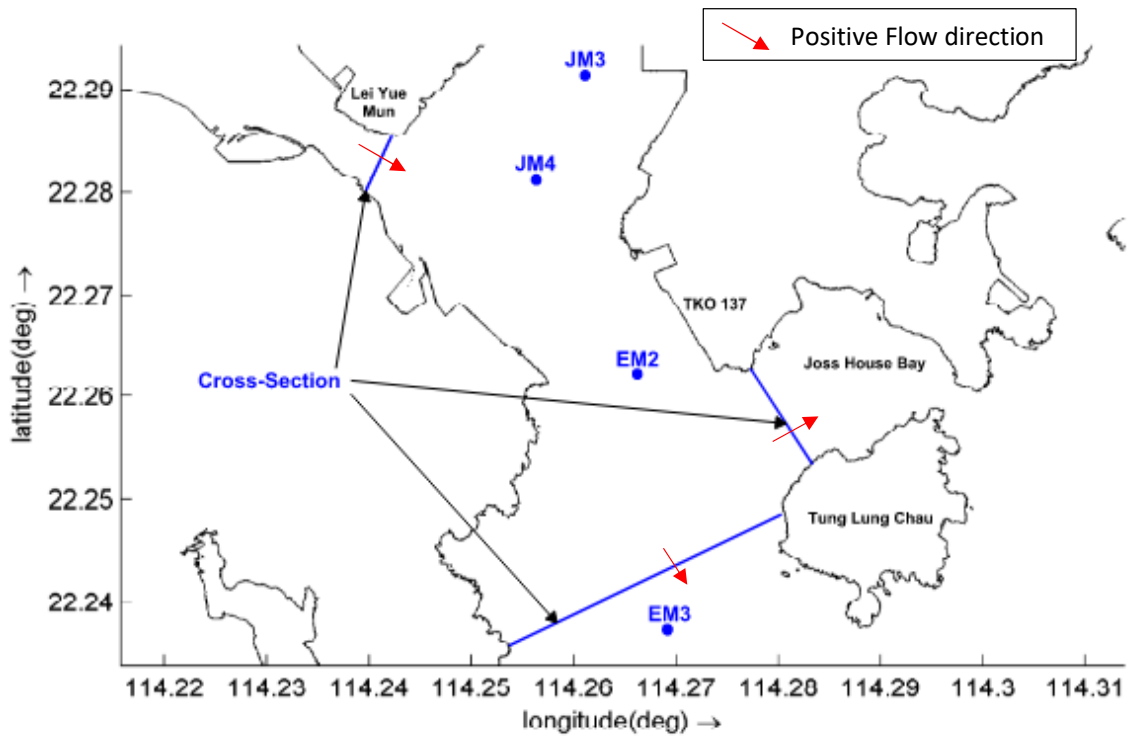 Positive Flow direction
JM3
22.29
Lei Yue
Mun
JM4
22.28
22.27
TKO 137
EM2
Joss House Bay
Cross-Section
22.26
22.25
Tung Lung Chau
22.24
EM3
114.22 114.23 114.24 114.25 114.26 114.27 114.28 114.29 114.3 114.31
longitude(deg) →
latitude(deg) →